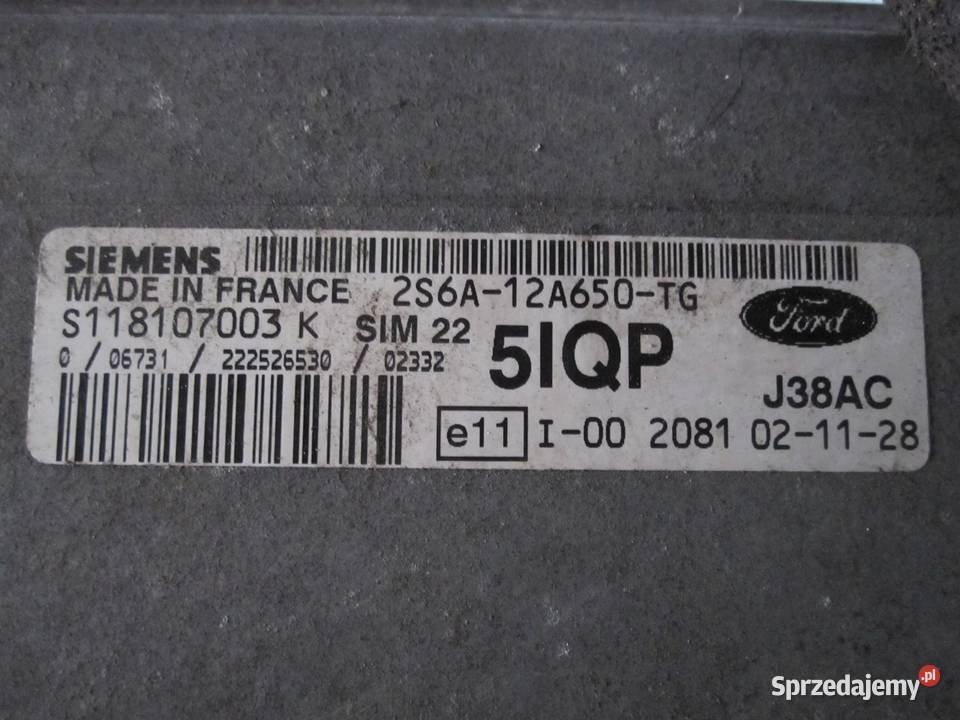 SIEMENS
MADE IN FRANCE 2S6A-12A650-TG
S118107003 K SIM 22 5IQP Ford
0 / 06731 / 222526530 / 02332
J38AC
e11 I-00 2081 02-11-28
Sprzedajemy.pl